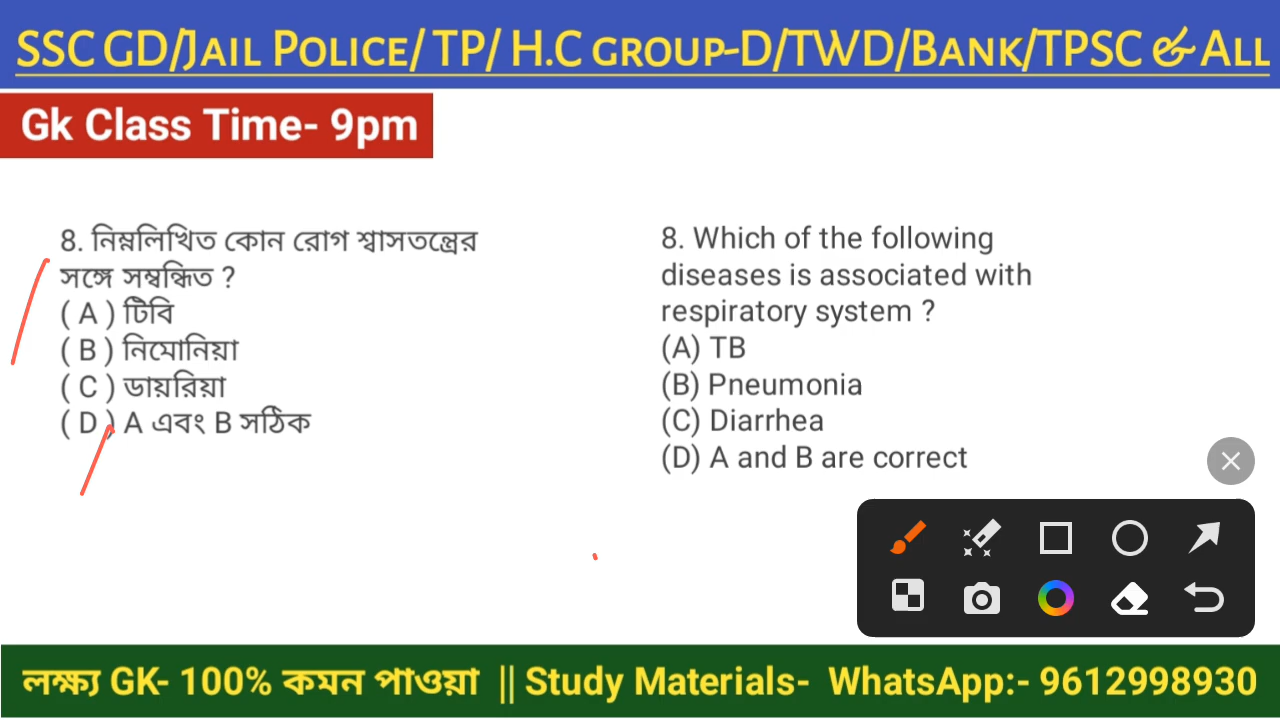 SSC GD/Jail Police/ TP/ H.C group-D/TWD/Bank/TPSC & All
Gk Class Time- 9pm
8. নিম্নলিখিত কোন রোগ শ্বাসতন্ত্রের
সঙ্গে সম্বন্ধিত ?
( A ) টিবি
( B ) নিমোনিয়া
( C ) ডায়রিয়া
( D ) A এবং B সঠিক
8. Which of the following
diseases is associated with
respiratory system ?
(A) TB
(B) Pneumonia
(C) Diarrhea
(D) A and B are correct
লক্ষ্য GK- 100% কমন পাওয়া || Study Materials- WhatsApp:- 9612998930